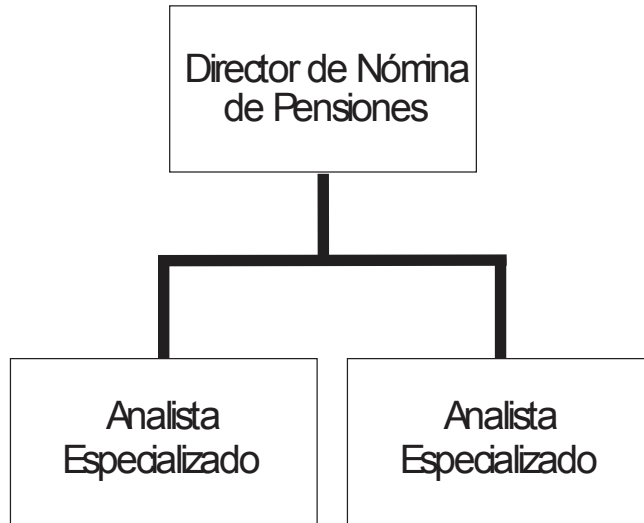 Director de Nómina
de Pensiones
Analista
Especializado
Analista
Especializado